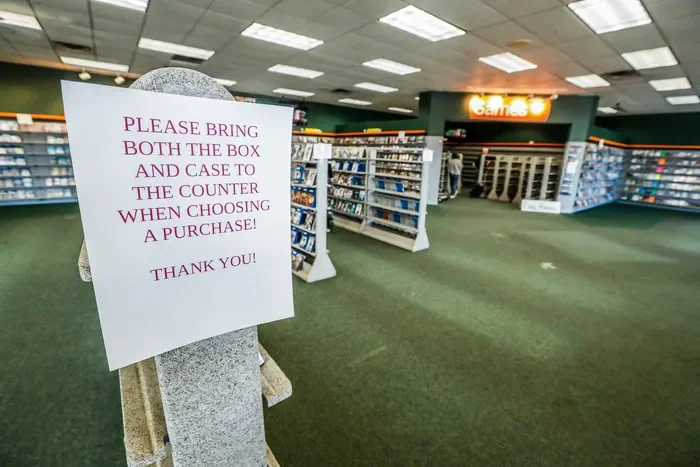 PLEASE BRING
BOTH THE BOX
AND CASE TO
THE COUNTER
WHEN CHOOSING
A PURCHASE!
THANK YOU!
Games